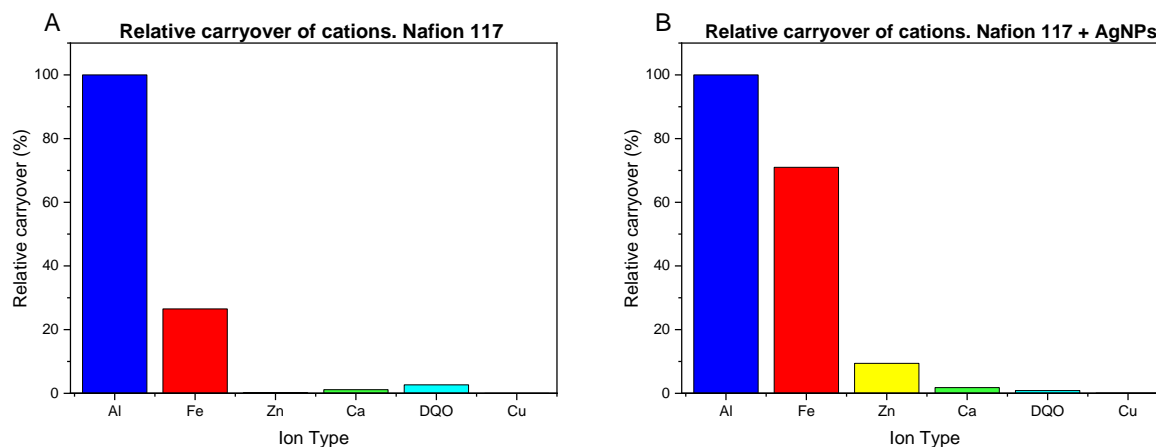 A
Relative carryover of cations. Nafion 117
Relative carryover (%)
100
80
60
40
20
0
Al Fe Zn Ca DQO Cu
Ion Type
B
Relative carryover of cations. Nafion 117 + AgNPs
Relative carryover (%)
100
80
60
40
20
0
Al Fe Zn Ca DQO Cu
Ion Type